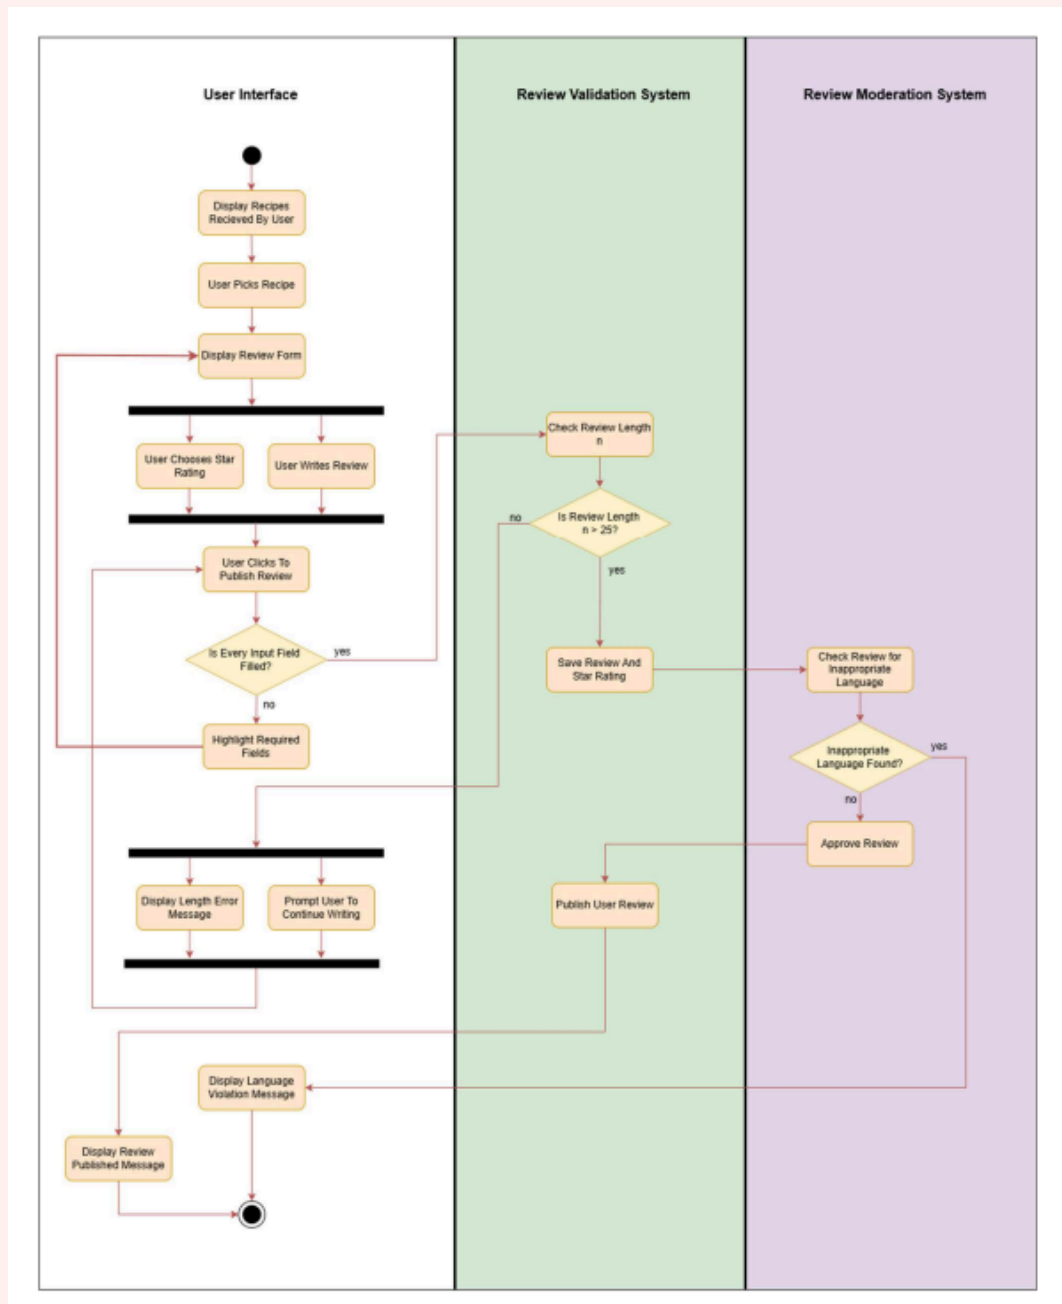 User Interface
Review Validation System
Review Moderation System
Display Recipes
Recieved By User
User Picks Recipe
Display Review Form
User Chooses Star
Rating
User Writes Review
User Clicks To
Publish Review
Is Every Input Field
Filled?
yes
no
Highlight Required
Fields
Check Review Length
n
Is Review Length
n > 25?
no
yes
Save Review And
Star Rating
Check Review for
Inappropriate
Language
Inappropriate
Language Found?
yes
no
Approve Review
Publish User Review
Display Length Error
Message
Prompt User To
Continue Writing
Display Language
Violation Message
Display Review
Published Message